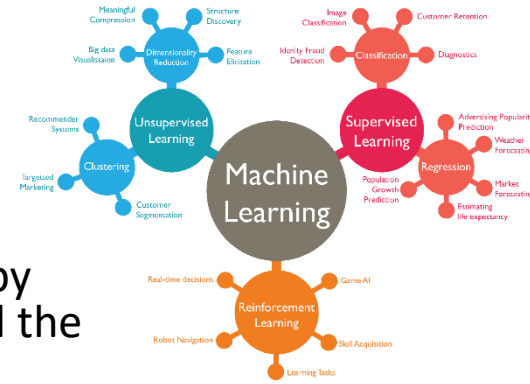 Meaningful
Compression
Structure
Discovery
Big data
Visualistaion
Dimensionality
Reduction
Feature
Elicitation
Recommender
Systems
Unsupervised
Learning
Clustering
Targetted
Marketing
Customer
Segmentation
Image
Classification
Customer Retention
Idenity Fraud
Detection
Classification
Diagnostics
Supervised
Learning
Advertising Popularit
Prediction
Weather
Forecasting
Regression
Population
Growth
Prediction
Market
Forecasting
Estimating
life expectancy
Machine
Learning
Real-time decisions
Game AI
Reinforcement
Learning
Robot Navigation
Skill Acquisition
Learning Tasks
by
the